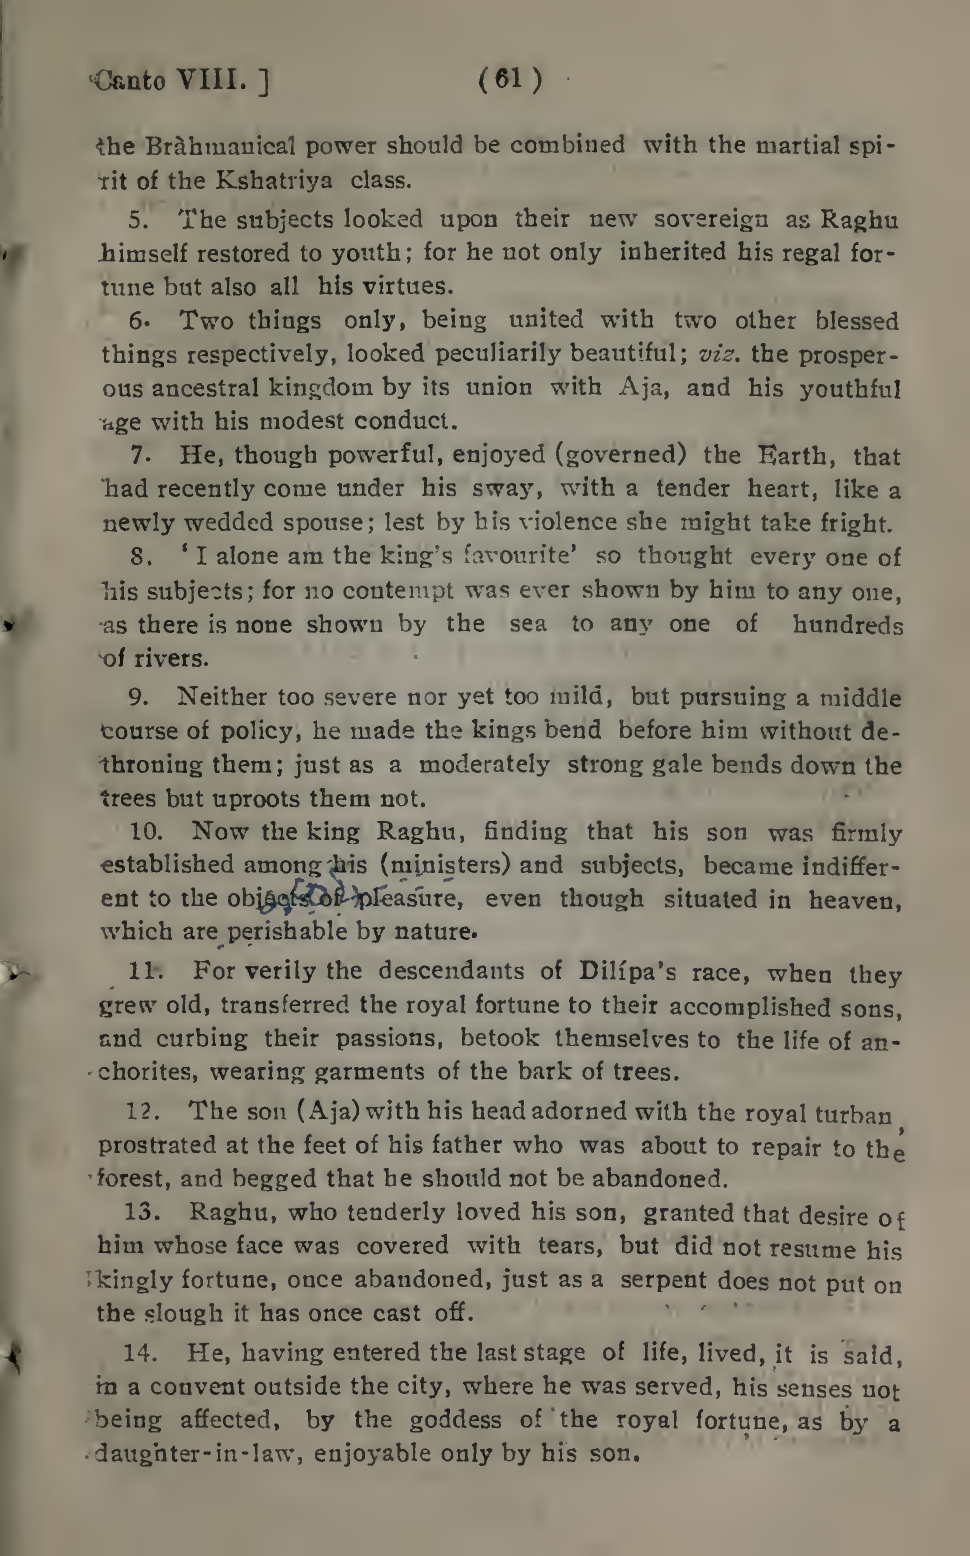 Canto VIII. ] (61)
the Bràhmanical power should be combined with the martial spi-
rit of the Kshatriya class.
5. The subjects looked upon their new sovereign as Raghu
himself restored to youth; for he not only inherited his regal for-
tune but also all his virtues.
6. Two things only, being united with two other blessed
things respectively, looked peculiarily beautiful; viz. the prosper-
ous ancestral kingdom by its union with Aja, and his youthful
age with his modest conduct.
7. He, though powerful, enjoyed (governed) the Earth, that
had recently come under his sway, with a tender heart, like a
newly wedded spouse; lest by his violence she might take fright.
8. ‘I alone am the king's favourite’ so thought every one of
his subjects; for no contempt was ever shown by him to any one,
as there is none shown by the sea to any one of hundreds
of rivers.
9. Neither too severe nor yet too mild, but pursuing a middle
course of policy, he made the kings bend before him without de-
throning them; just as a moderately strong gale bends down the
trees but uproots them not.
10. Now the king Raghu, finding that his son was firmly
established among his (ministers) and subjects, became indiffer-
ent to the objects of pleasure, even though situated in heaven,
which are perishable by nature.
11. For verily the descendants of Dilípa's race, when they
grew old, transferred the royal fortune to their accomplished sons,
and curbing their passions, betook themselves to the life of an-
chorites, wearing garments of the bark of trees.
12. The son (Aja) with his head adorned with the royal turban,
prostrated at the feet of his father who was about to repair to the
forest, and begged that he should not be abandoned.
13. Raghu, who tenderly loved his son, granted that desire of
him whose face was covered with tears, but did not resume his
kingly fortune, once abandoned, just as a serpent does not put on
the slough it has once cast off.
14. He, having entered the last stage of life, lived, it is said,
in a convent outside the city, where he was served, his senses not
being affected, by the goddess of the royal fortune, as by a
daughter-in-law, enjoyable only by his son.